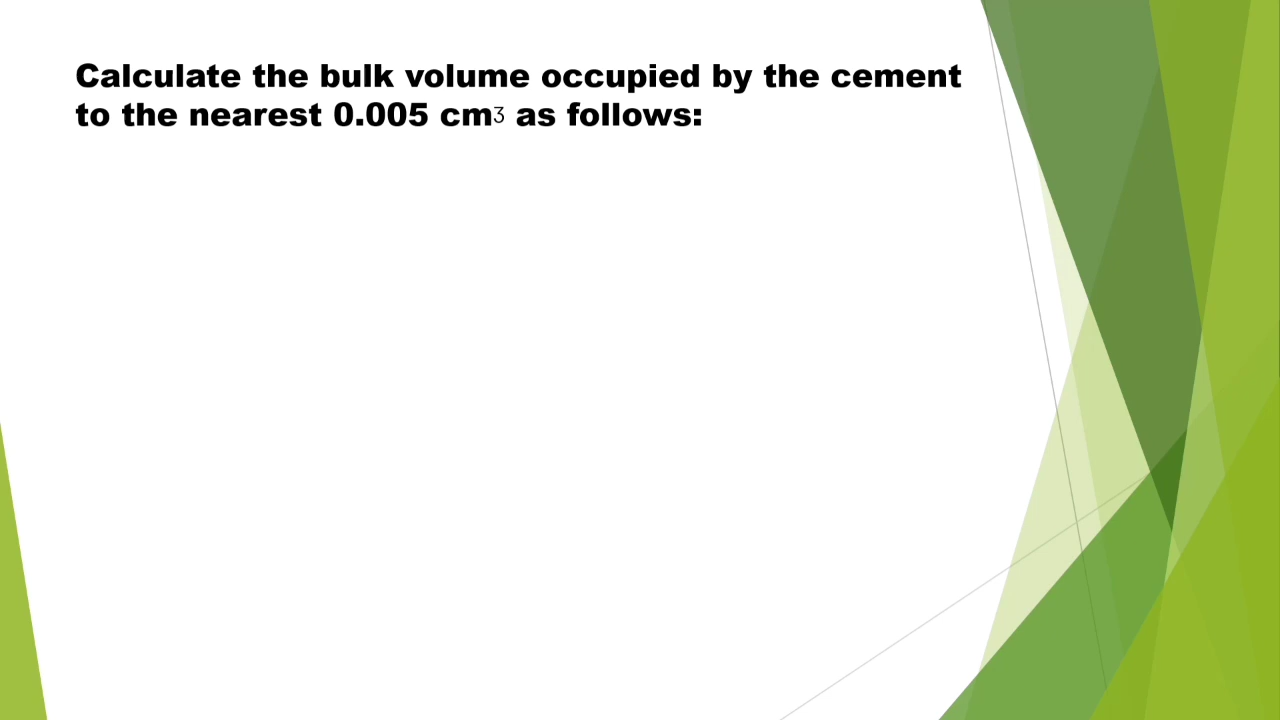 Calculate the bulk volume occupied by the cement
to the nearest 0.005 cm3 as follows: